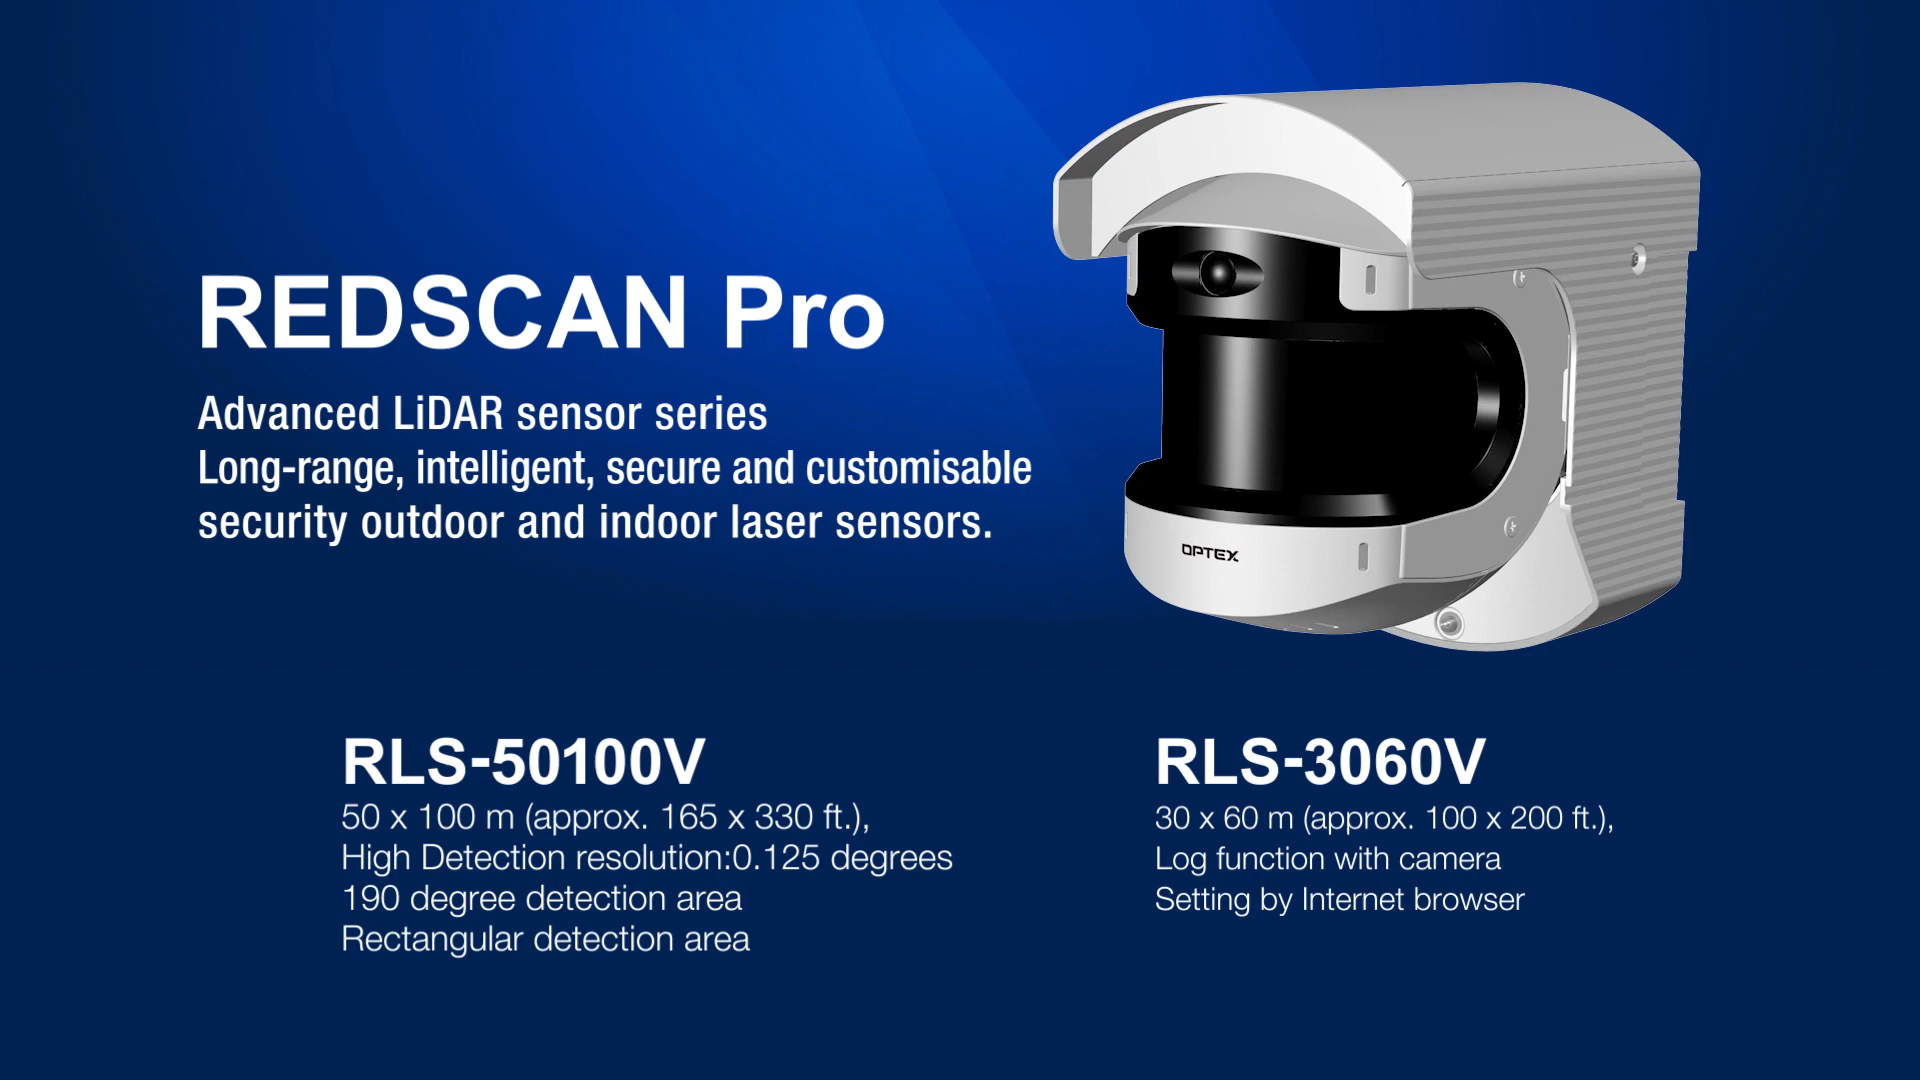 REDSCAN Pro
Advanced LiDAR sensor series
Long-range, intelligent, secure and customisable
security outdoor and indoor laser sensors.
OPTEX
RLS-50100V
50 x 100 m (approx. 165 x 330 ft.),
High Detection resolution:0.125 degrees
190 degree detection area
Rectangular detection area
RLS-3060V
30 x 60 m (approx. 100 x 200 ft.),
Log function with camera
Setting by Internet browser